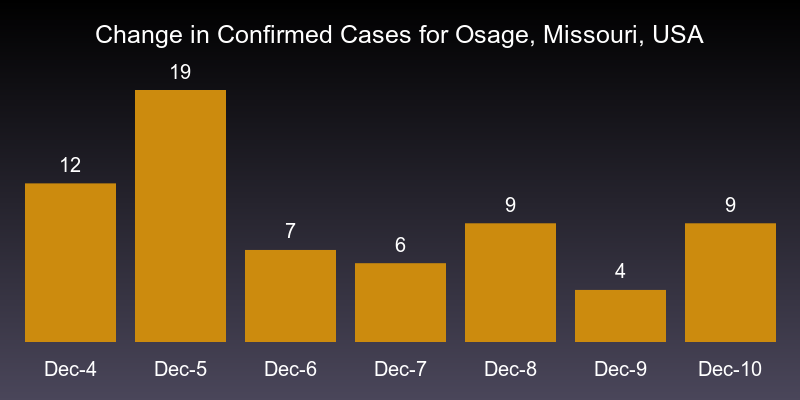 Change in Confirmed Cases for Osage, Missouri, USA
12
19
7
6
9
4
9
Dec-4
Dec-5
Dec-6
Dec-7
Dec-8
Dec-9
Dec-10